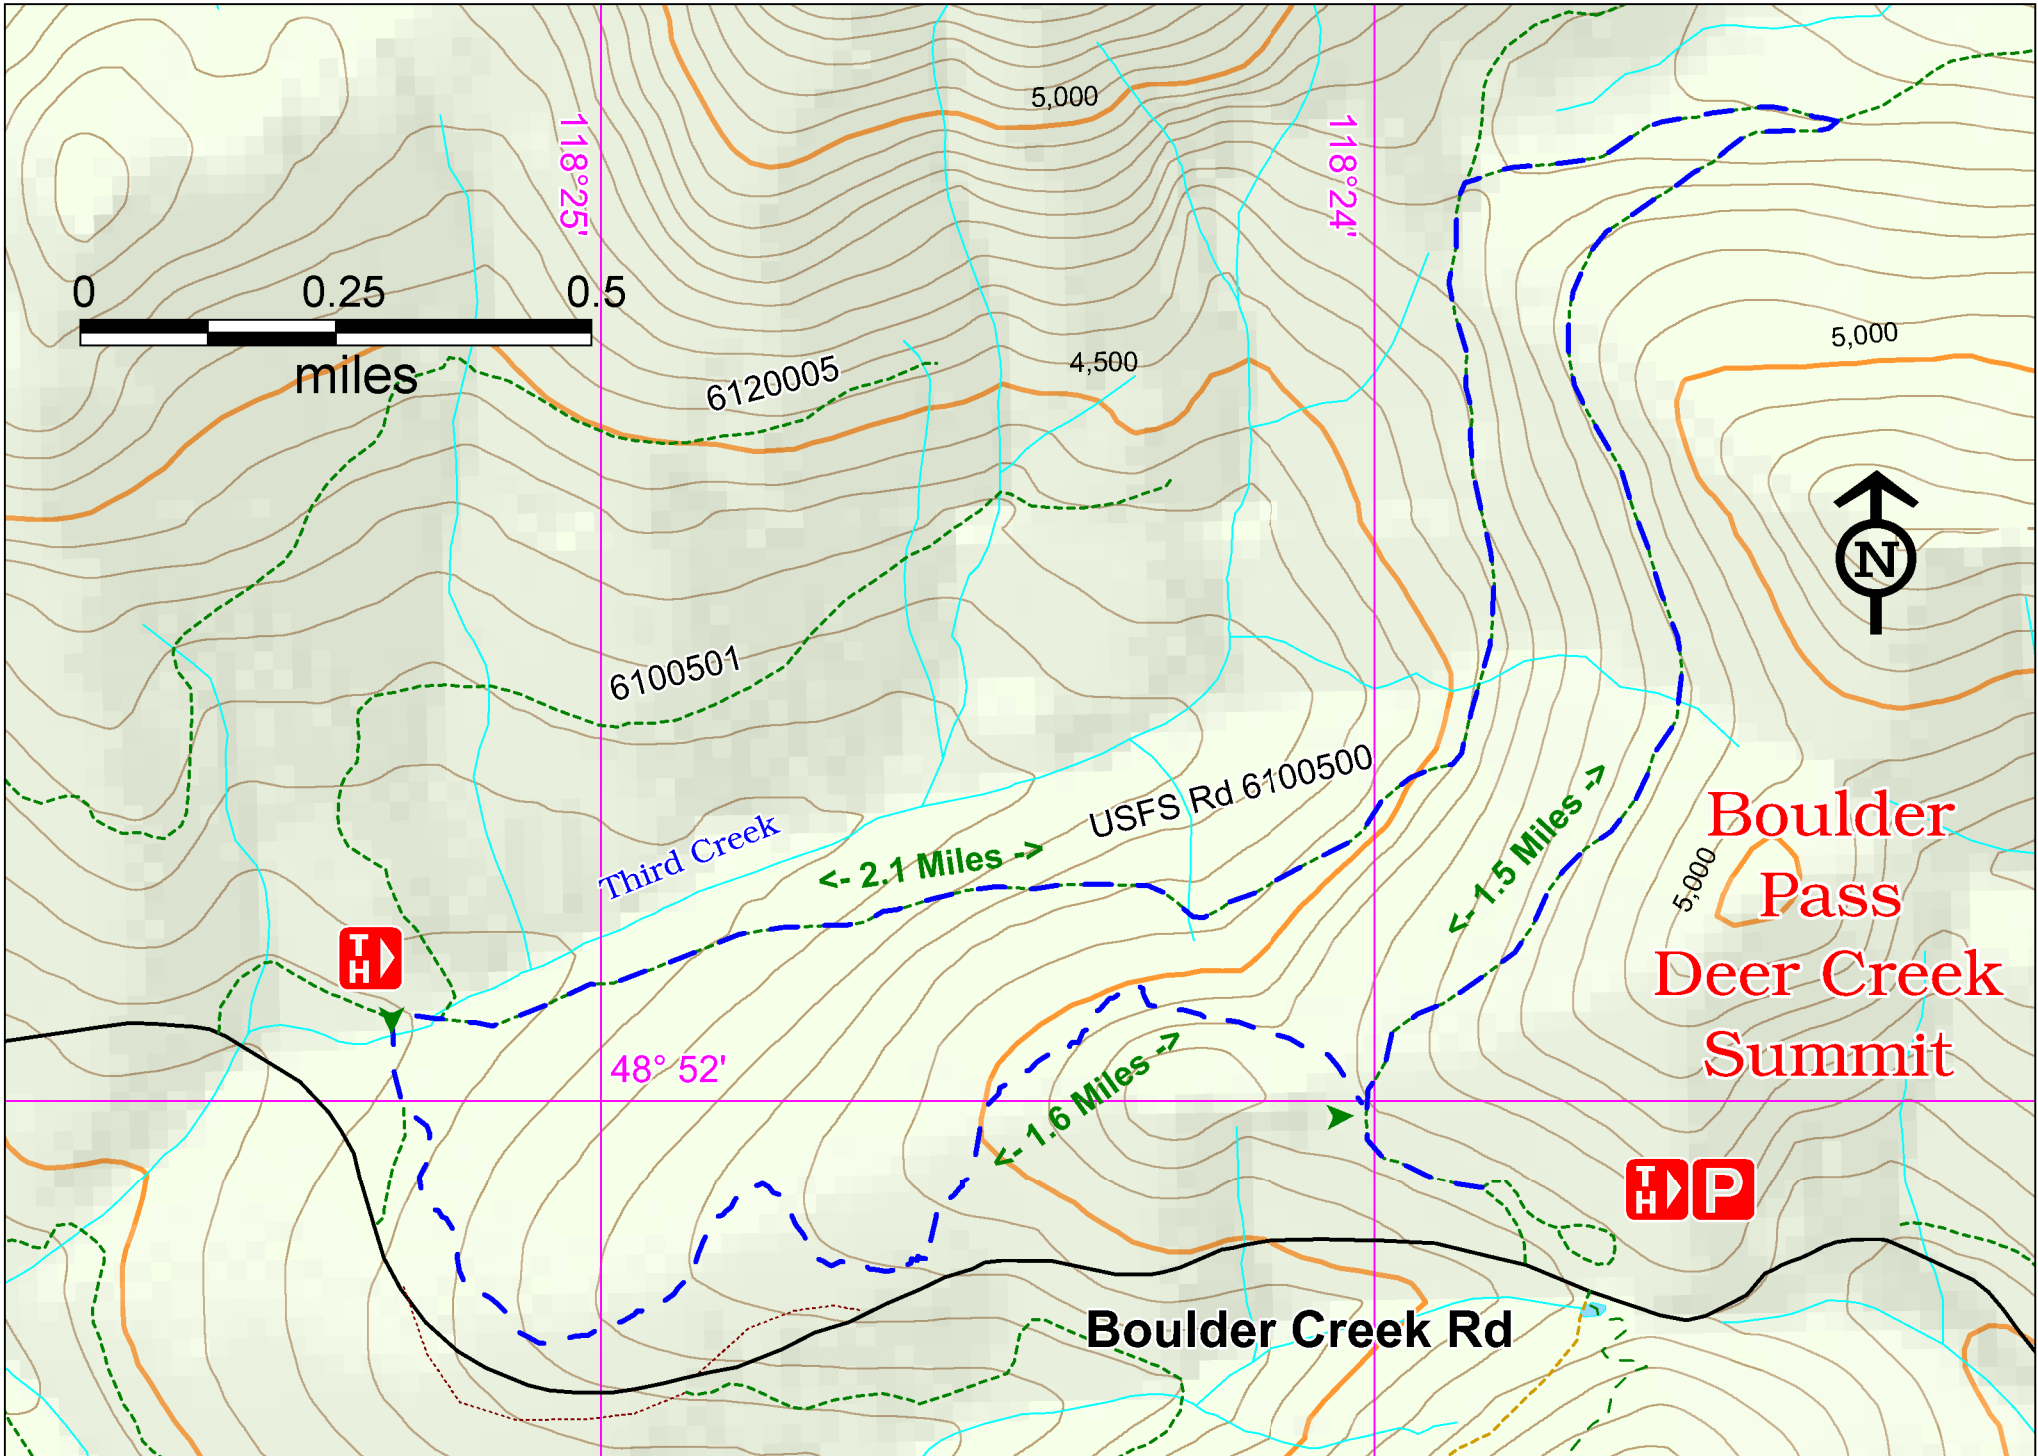 5,000
118°25'
118°24'
0 0.25 0.5
miles
6120005
4,500
5,000
N
6100501
USFS Rd 6100500
Third Creek
<- 2.1 Miles ->
<- 1.5 Miles ->
5,000
Boulder
Pass
Deer Creek
Summit
TH
48° 52'
<- 1.6 Miles ->
TH P
Boulder Creek Rd